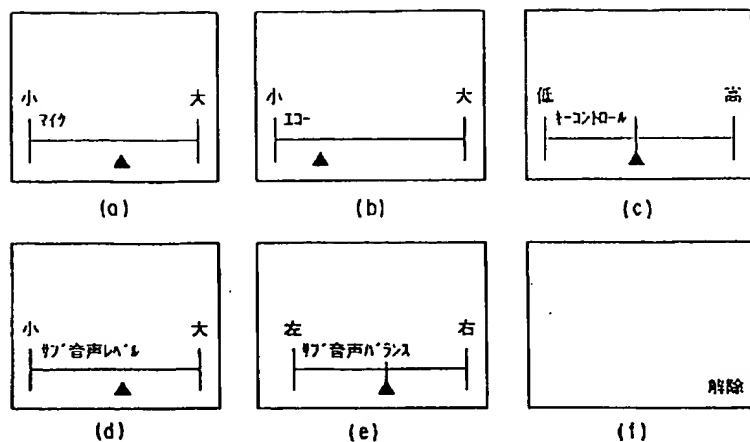 小 大
マイク
(a)
小 大
エコー
(b)
低 高
キーコントロール
(c)
小 大
サブ音声レベル
(d)
左 右
サブ音声バランス
(e)
解除
(f)